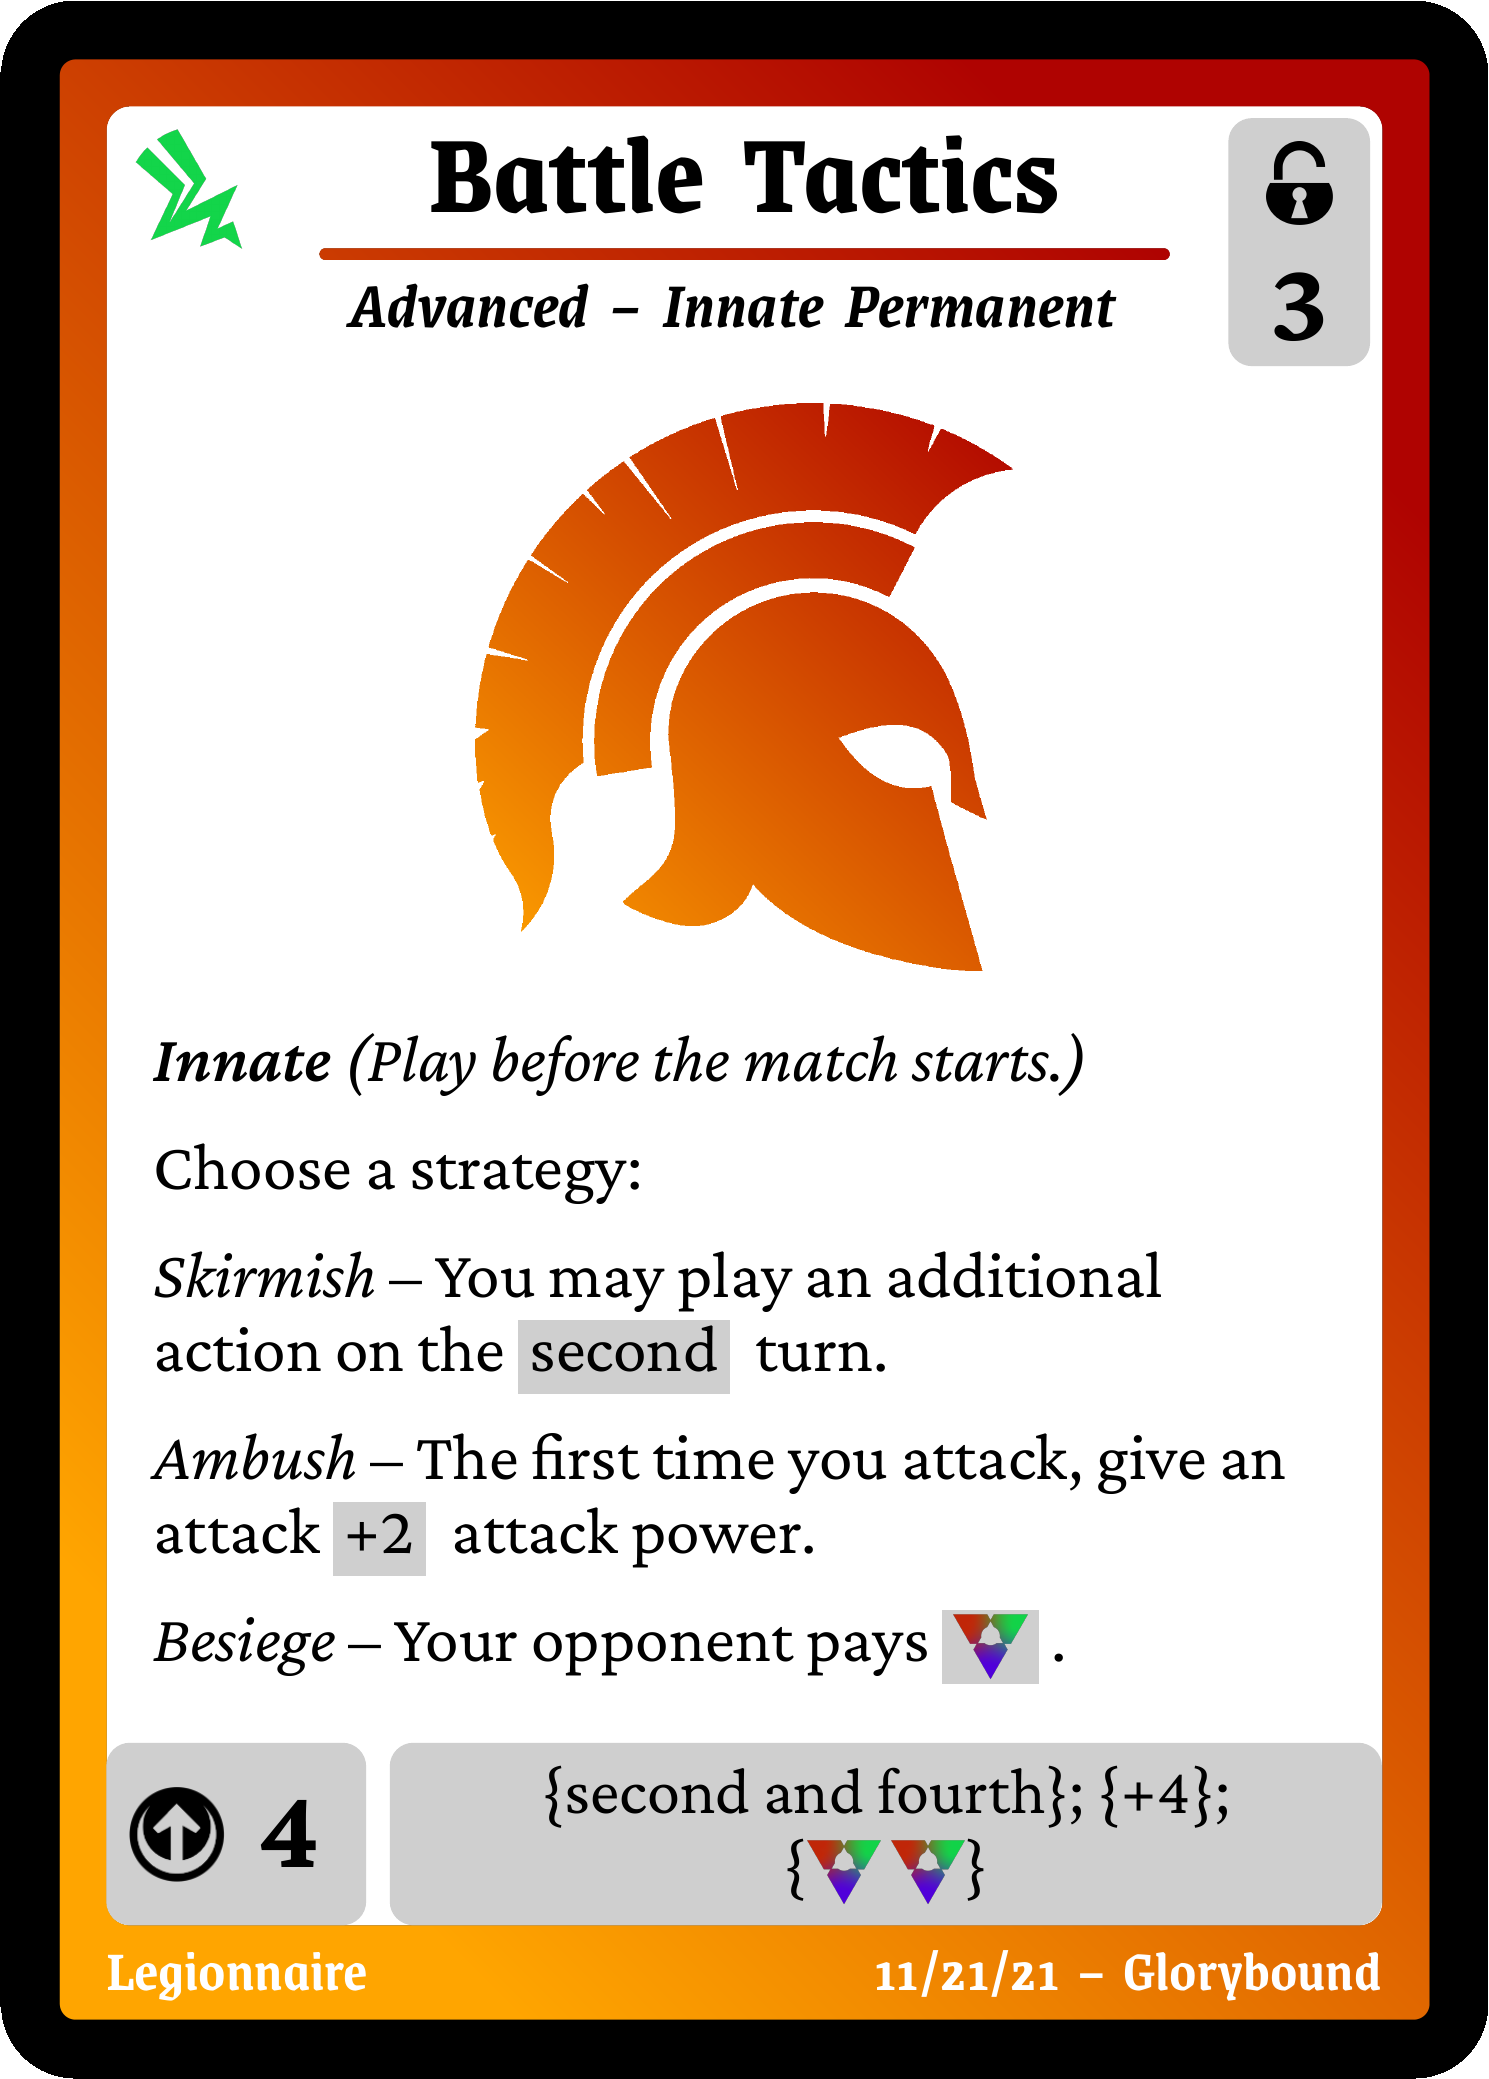 Battle Tactics
3
Advanced – Innate Permanent
Innate (Play before the match starts.)
Choose a strategy:
Skirmish – You may play an additional
action on the second turn.
Ambush – The first time you attack, give an
attack +2 attack power.
Besiege – Your opponent pays .
4
{second and fourth}; {+4};
{ }
Legionnaire
11/21/21 – Glorybound